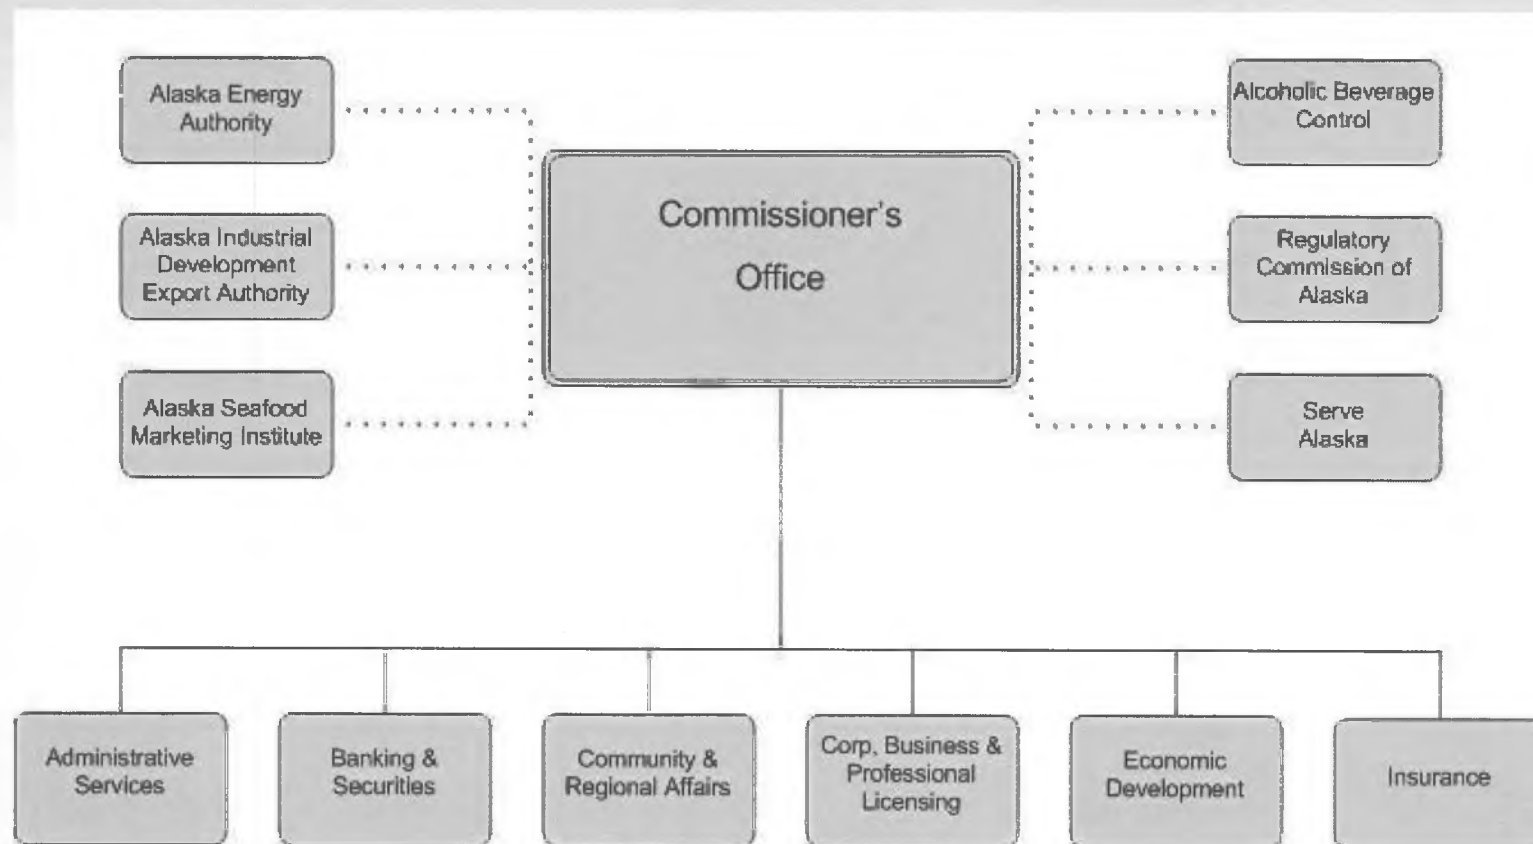 Alaska Energy
Authority
Alcoholic Beverage
Control
Commissioner's
Office
Alaska Industrial
Development
Export Authority
Regulatory
Commission of
Alaska
Alaska Seafood
Marketing Institute
Serve
Alaska
Administrative
Services
Banking &
Securities
Community &
Regional Affairs
Corp, Business &
Professional
Licensing
Economic
Development
Insurance